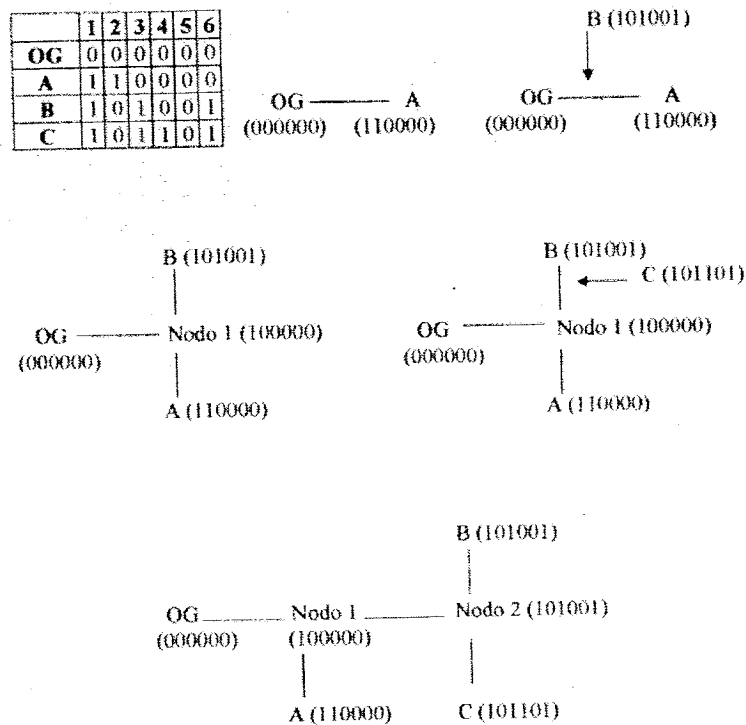 1 2 3 4 5 6
OG 0 0 0 0 0 0
A 1 1 0 0 0 0
B 1 0 1 0 0 1
C 1 0 1 1 0 1
OG A
(000000) (110000)
B (101001)
OG A
(000000) (110000)
B (101001)
OG Nodo 1 (100000)
(000000)
A (110000)
B (101001)
C (101101)
OG Nodo 1 (100000)
(000000)
A (110000)
B (101001)
OG Nodo 1 Nodo 2 (101001)
(000000) (100000)
A (110000) C (101101)